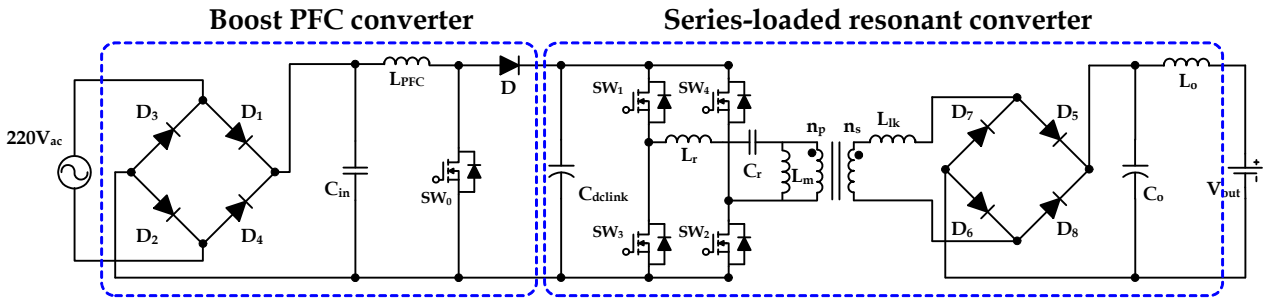 Boost PFC converter
Series-loaded resonant converter
220Vac
D3
D1
D2
D4
Cin
LPFC
SW0
D
Cdclink
SW1
SW4
SW3
SW2
Lr
Cr
Lm
np
ns
Llk
D7
D5
D6
D8
Co
Lo
Vout
+